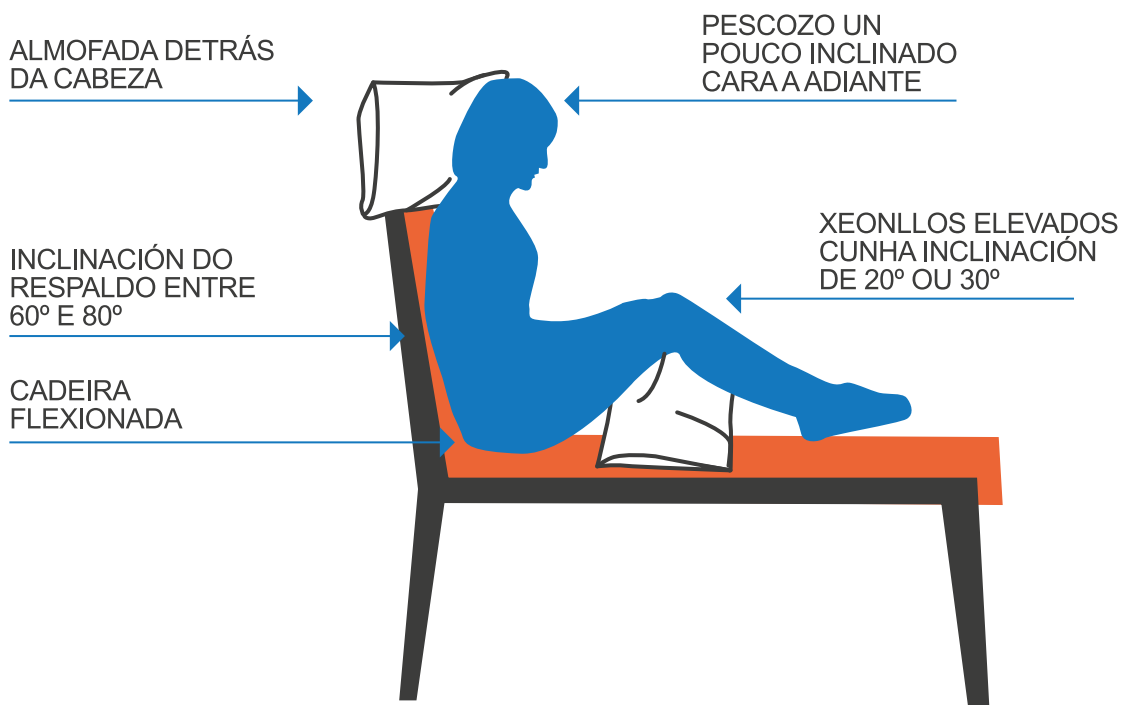 ALMOFADA DETRÁS
DA CABEZA
PESCOZO UN
POUCO INCLINADO
CARA A ADIANTE
XEONLLOS ELEVADOS
CUNHA INCLINACIÓN
DE 20º OU 30º
INCLINACIÓN DO
RESPALDO ENTRE
60º E 80º
CADEIRA
FLEXIONADA